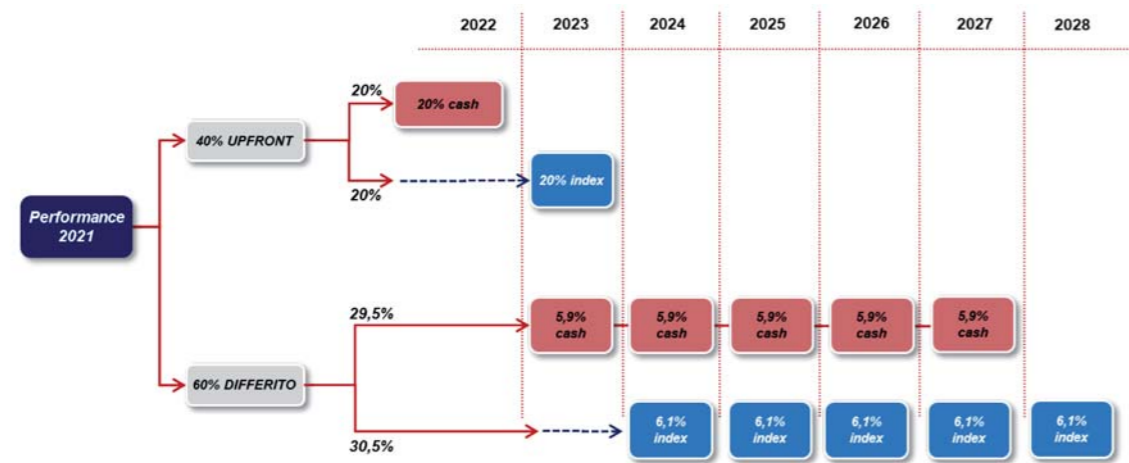 2022 2023 2024 2025 2026 2027 2028
20%
20% cash
40% UPFRONT
20%
20% index
Performance
2021
29,5%
5,9%
cash
5,9%
cash
5,9%
cash
5,9%
cash
5,9%
cash
60% DIFFERITO
30,5%
6,1%
index
6,1%
index
6,1%
index
6,1%
index
6,1%
index